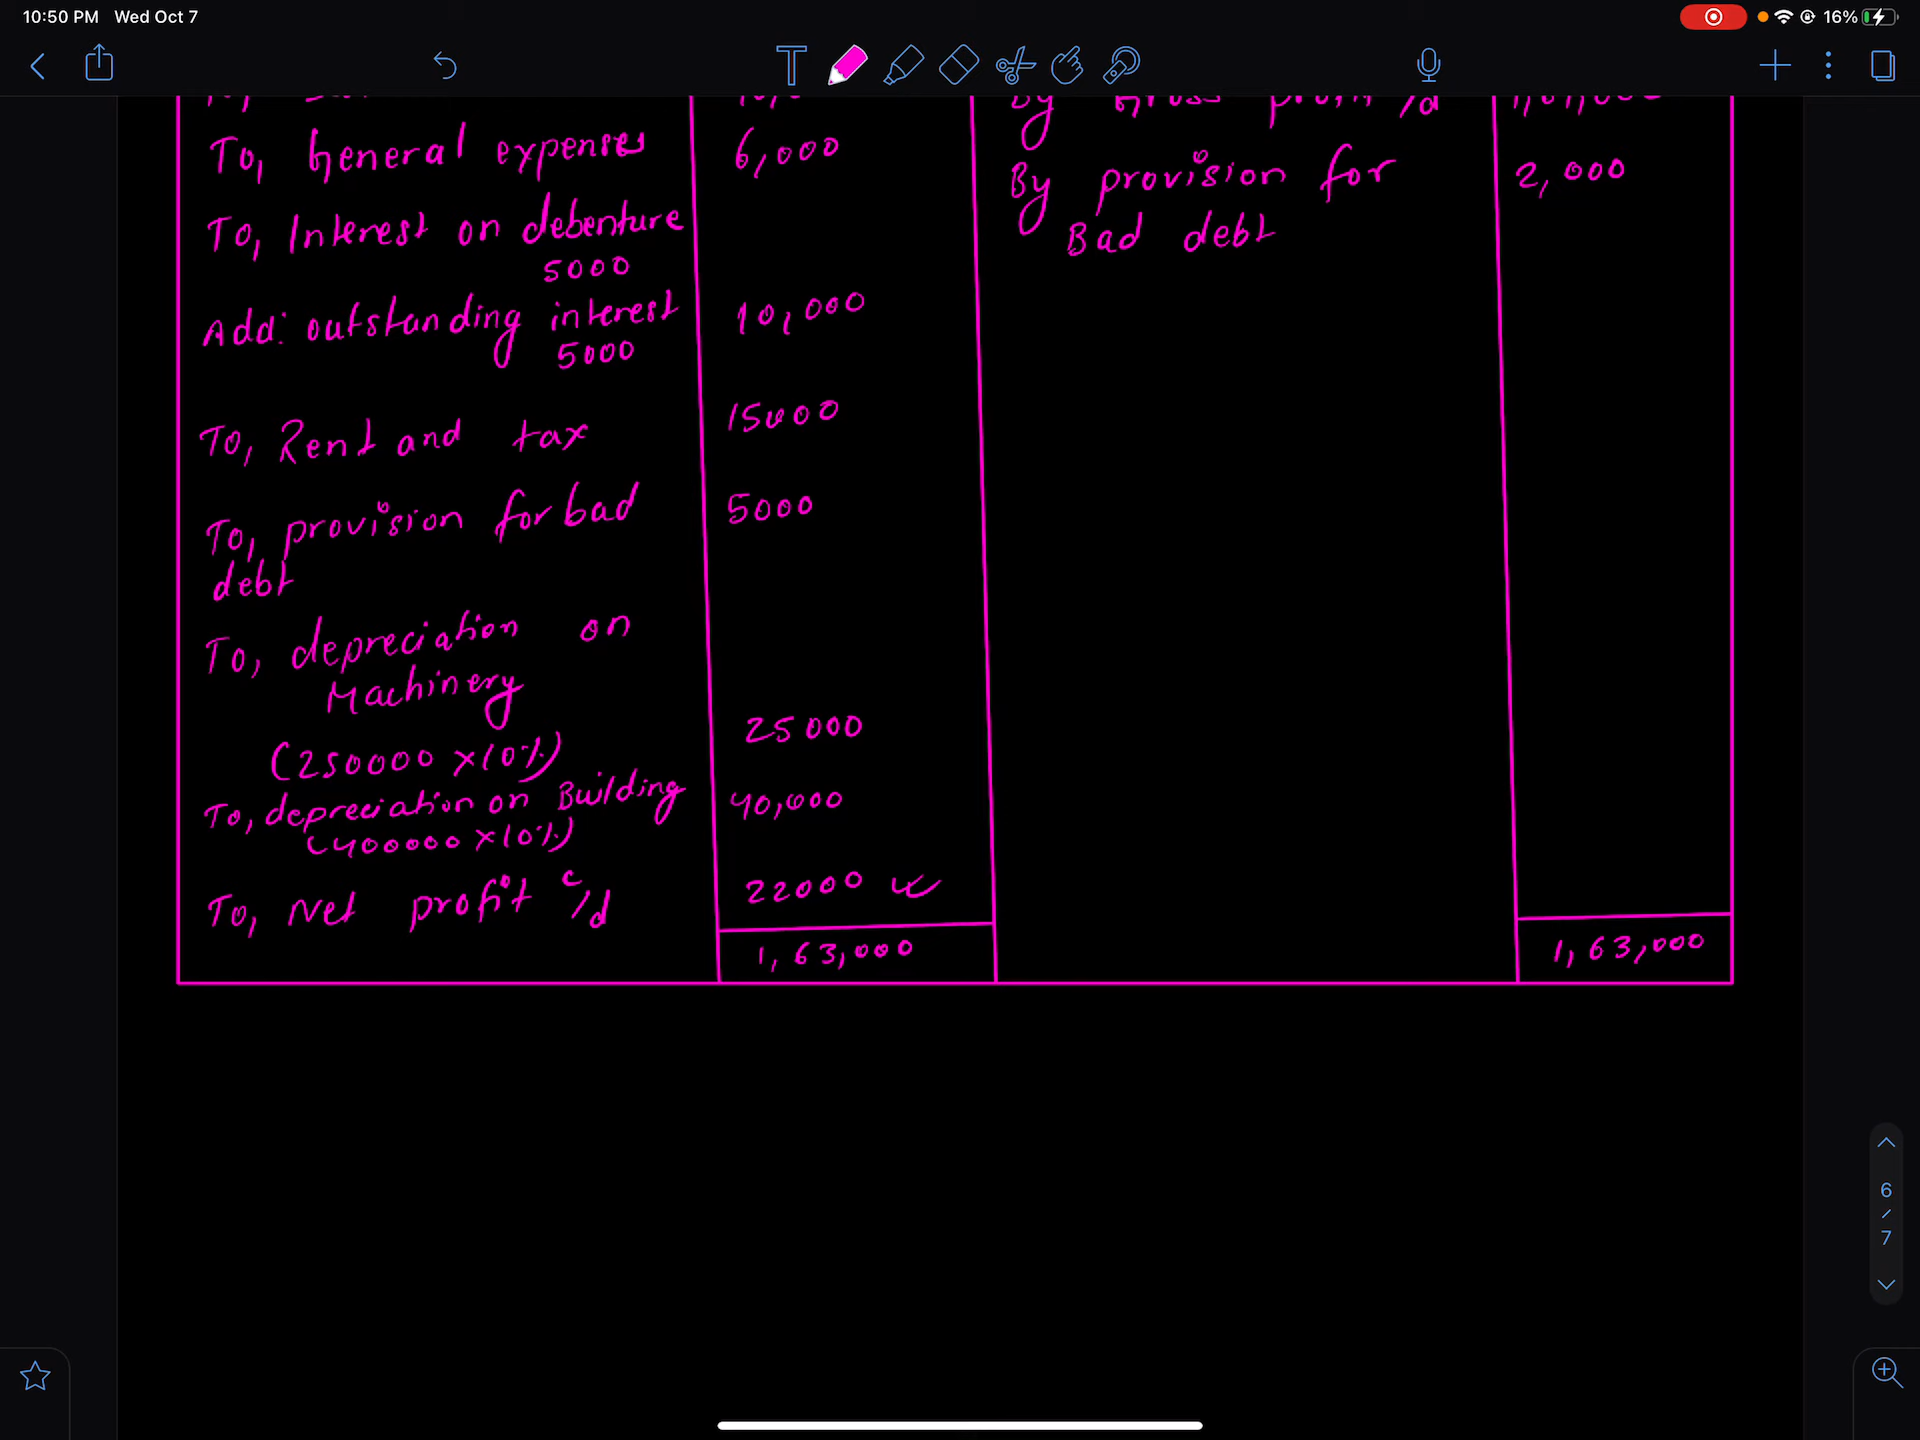 10:50 PM Wed Oct 7
16%
To, General expenses 6,000
By provision for 2,000
Bad debt
To, Interest on debenture
5000
Add: outstanding interest 10,000
5000
To, Rent and tax 15000
To, provision for bad 5000
debt
To, depreciation on
Machinery
(250000 × 10%) 25000
To, depreciation on Building 40,000
(400000 × 10%)
To, Net profit c/d 22000
1,63,000 1,63,000
6
/
7